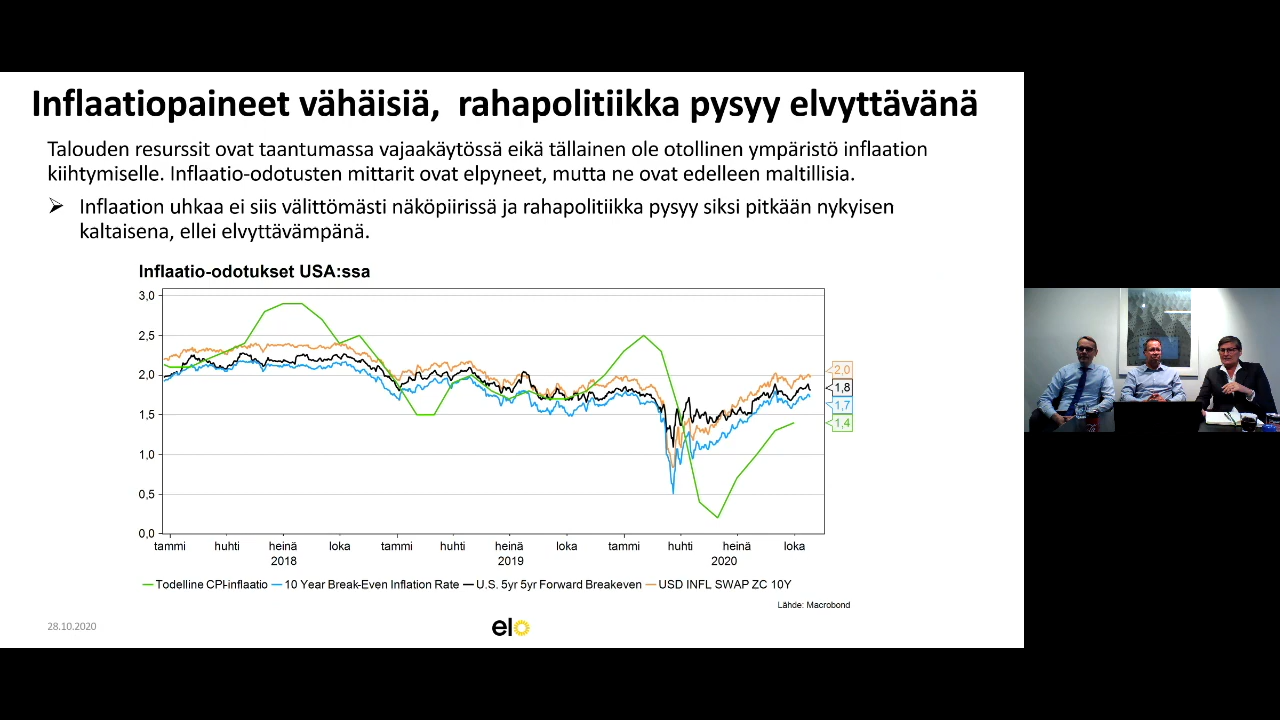 Inflaatiopaineet vähäisiä, rahapolitiikka pysyy elvyttävänä
Talouden resurssit ovat taantumassa vajaakäytössä eikä tällainen ole otollinen ympäristö inflaation
kiihtymiselle. Inflaatio-odotusten mittarit ovat elpyneet, mutta ne ovat edelleen maltillisia.
Inflaation uhkaa ei siis välittömästi näköpiirissä ja rahapolitiikka pysyy siksi pitkään nykyisen
kaltaisena, ellei elvyttävämpänä.
Inflaatio-odotukset USA:ssa
3,0
2,5
2,0
1,5
1,0
0,5
0,0
2,0
1,8
1,7
1,4
tammi huhti heinä loka tammi huhti heinä loka tammi huhti heinä loka
2018 2019 2020
Todelline CPI-inflaatio 10 Year Break-Even Inflation Rate U.S. 5yr 5yr Forward Breakeven USD INFL SWAP ZC 10Y
Lähde: Macrobond
28.10.2020
elo